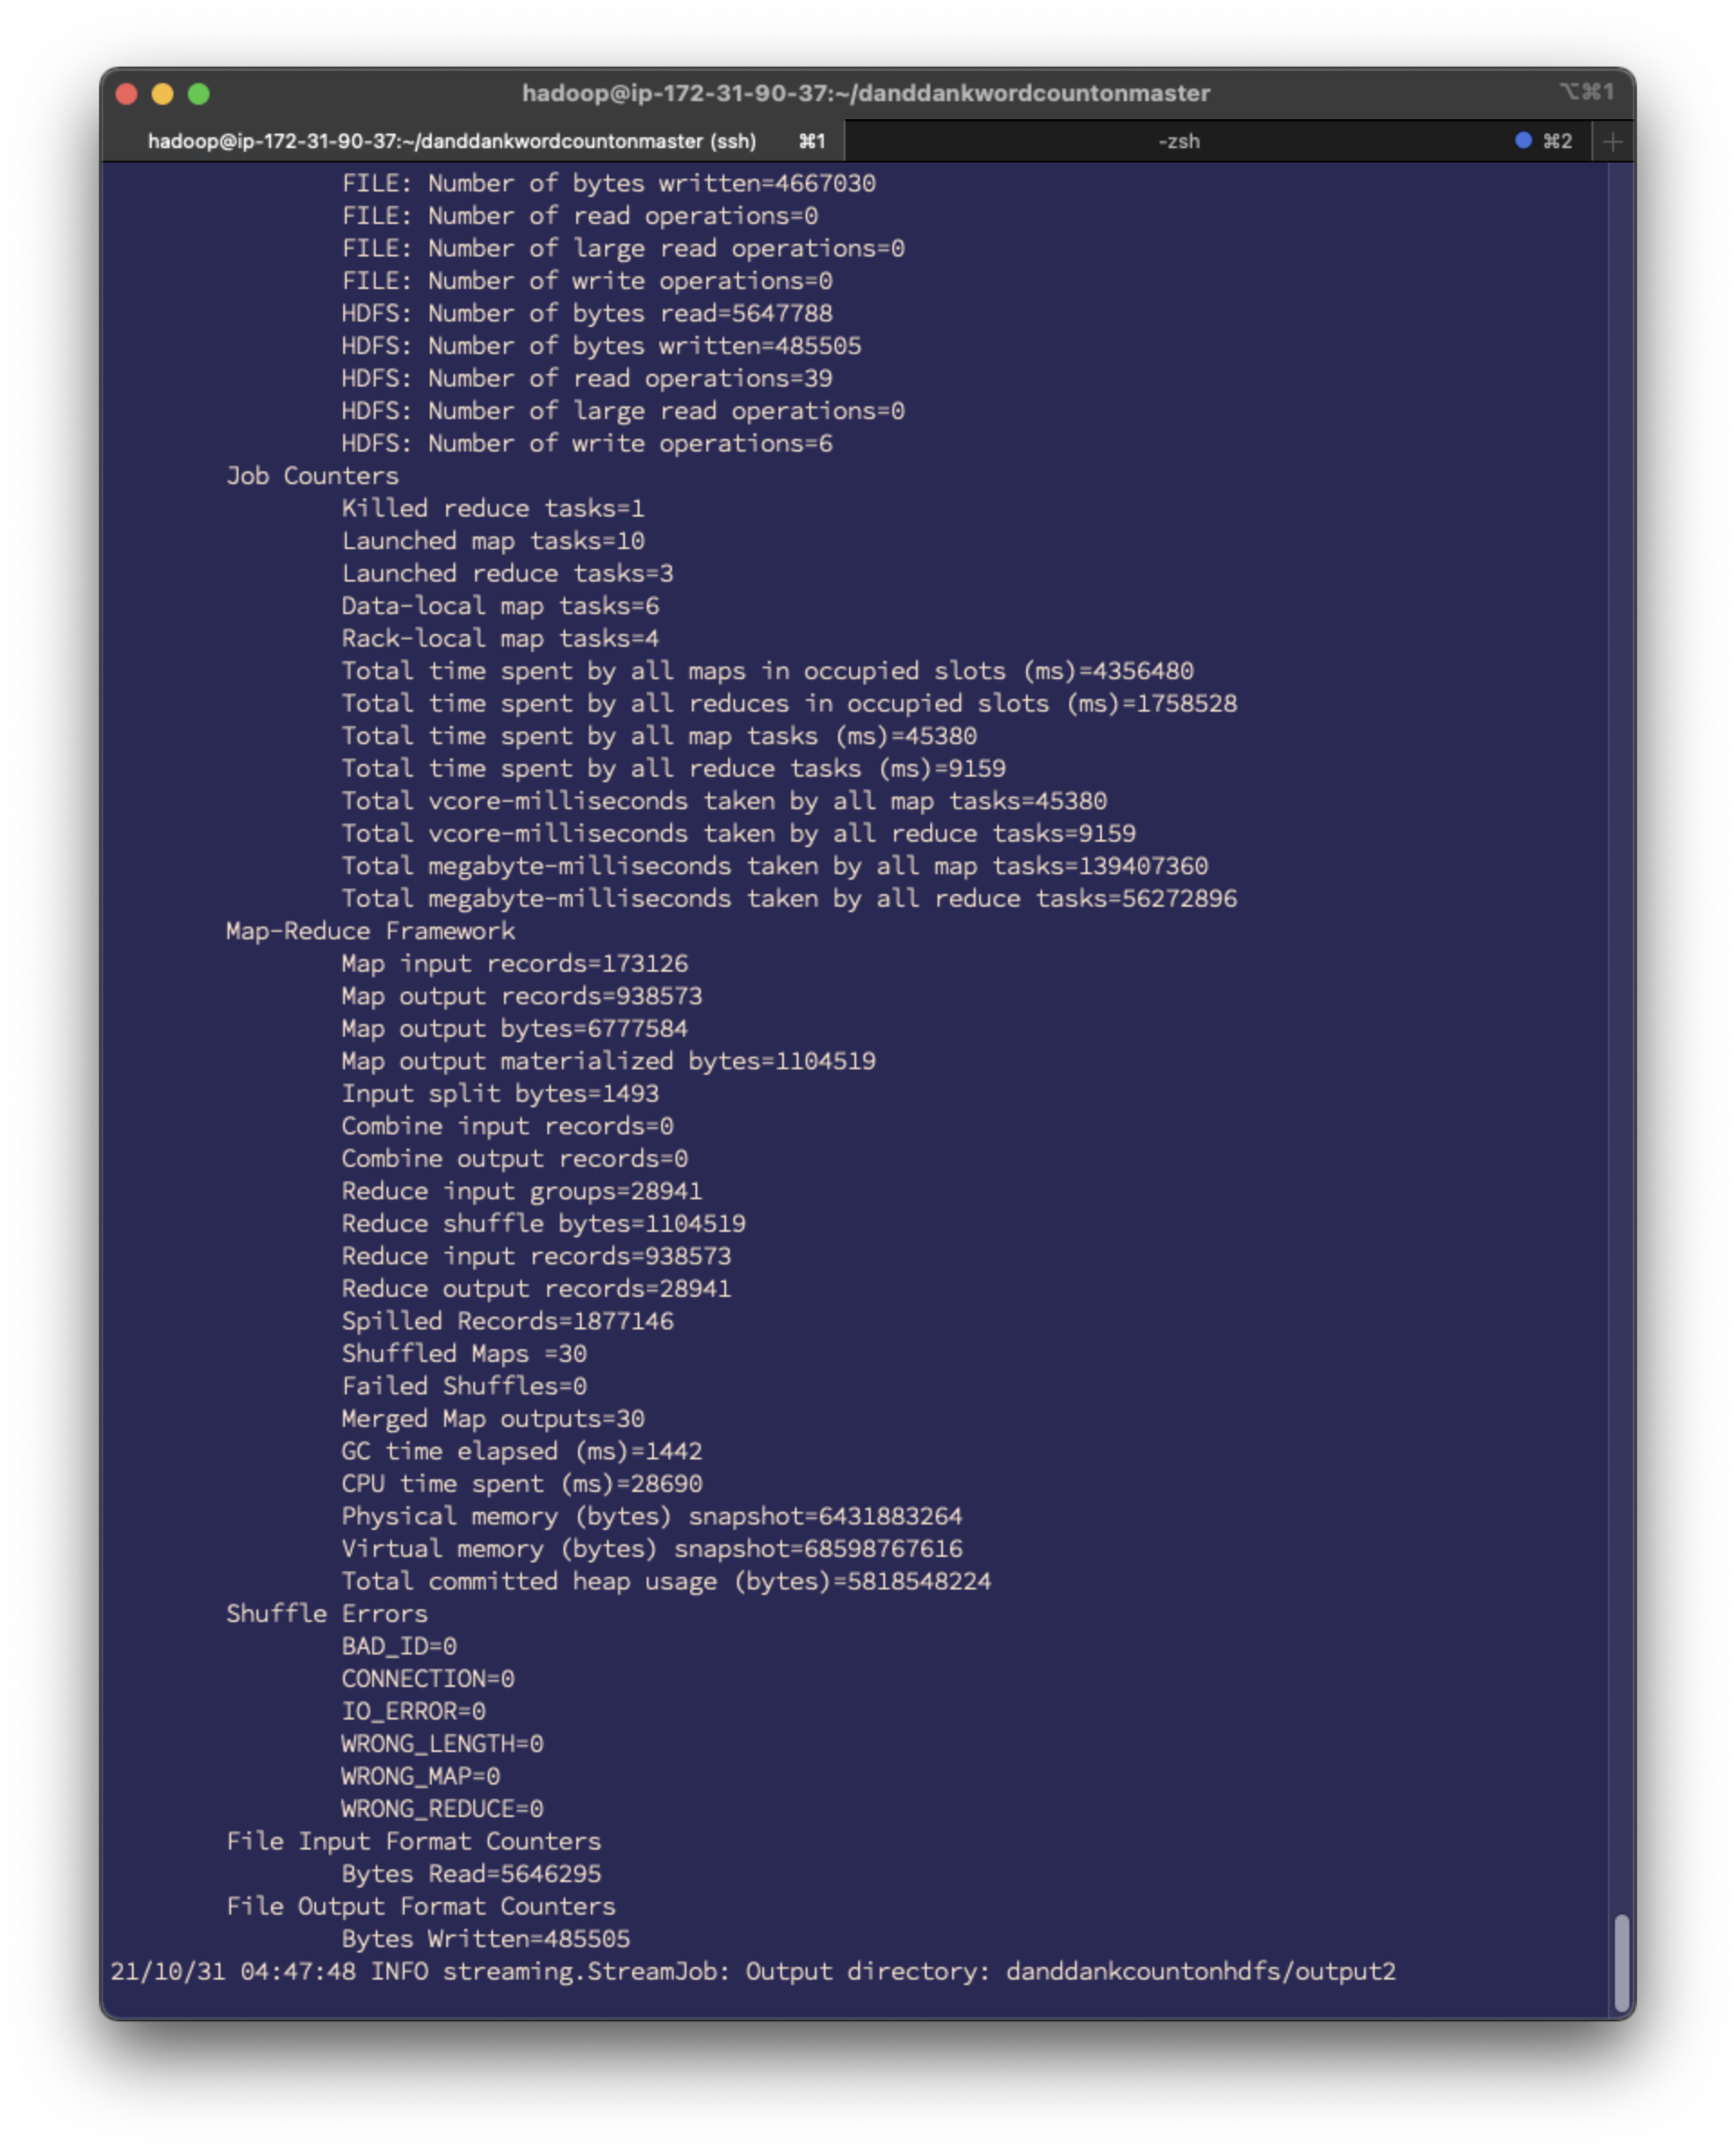 hadoop@ip-172-31-90-37:~/danddankwordcountonmaster ⌥⌘1
hadoop@ip-172-31-90-37:~/danddankwordcountonmaster (ssh) ⌘1 -zsh ⌘2 +
FILE: Number of bytes written=4667030
FILE: Number of read operations=0
FILE: Number of large read operations=0
FILE: Number of write operations=0
HDFS: Number of bytes read=5647788
HDFS: Number of bytes written=485505
HDFS: Number of read operations=39
HDFS: Number of large read operations=0
HDFS: Number of write operations=6
Job Counters
Killed reduce tasks=1
Launched map tasks=10
Launched reduce tasks=3
Data-local map tasks=6
Rack-local map tasks=4
Total time spent by all maps in occupied slots (ms)=4356480
Total time spent by all reduces in occupied slots (ms)=1758528
Total time spent by all map tasks (ms)=45380
Total time spent by all reduce tasks (ms)=9159
Total vcore-milliseconds taken by all map tasks=45380
Total vcore-milliseconds taken by all reduce tasks=9159
Total megabyte-milliseconds taken by all map tasks=139407360
Total megabyte-milliseconds taken by all reduce tasks=56272896
Map-Reduce Framework
Map input records=173126
Map output records=938573
Map output bytes=6777584
Map output materialized bytes=1104519
Input split bytes=1493
Combine input records=0
Combine output records=0
Reduce input groups=28941
Reduce shuffle bytes=1104519
Reduce input records=938573
Reduce output records=28941
Spilled Records=1877146
Shuffled Maps =30
Failed Shuffles=0
Merged Map outputs=30
GC time elapsed (ms)=1442
CPU time spent (ms)=28690
Physical memory (bytes) snapshot=6431883264
Virtual memory (bytes) snapshot=68598767616
Total committed heap usage (bytes)=5818548224
Shuffle Errors
BAD_ID=0
CONNECTION=0
IO_ERROR=0
WRONG_LENGTH=0
WRONG_MAP=0
WRONG_REDUCE=0
File Input Format Counters
Bytes Read=5646295
File Output Format Counters
Bytes Written=485505
21/10/31 04:47:48 INFO streaming.StreamJob: Output directory: danddankcountonhdfs/output2